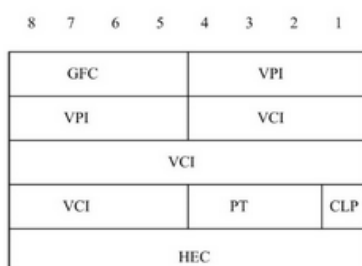 8 7 6 5 4 3 2 1
GFC VPI
VPI VCI
VCI
VCI PT CLP
HEC